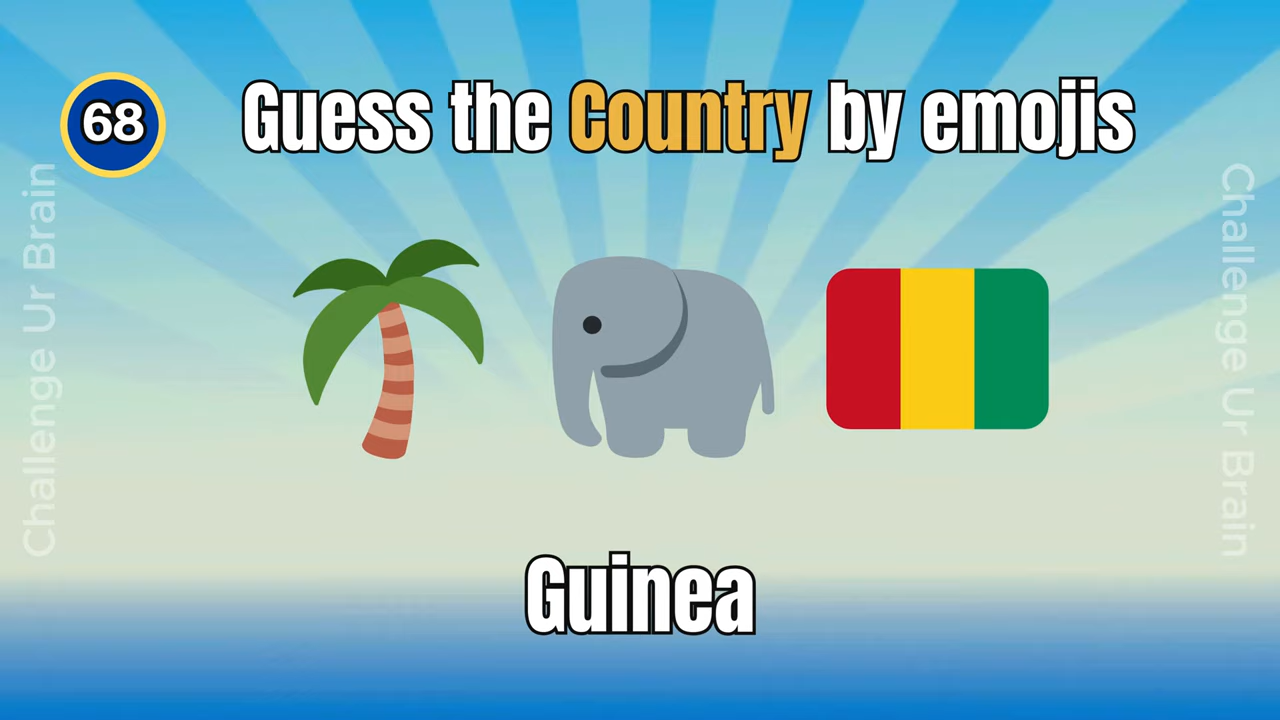 68
Guess the Country by emojis
Challenge Ur Brain
Challenge Ur Brain
Guinea